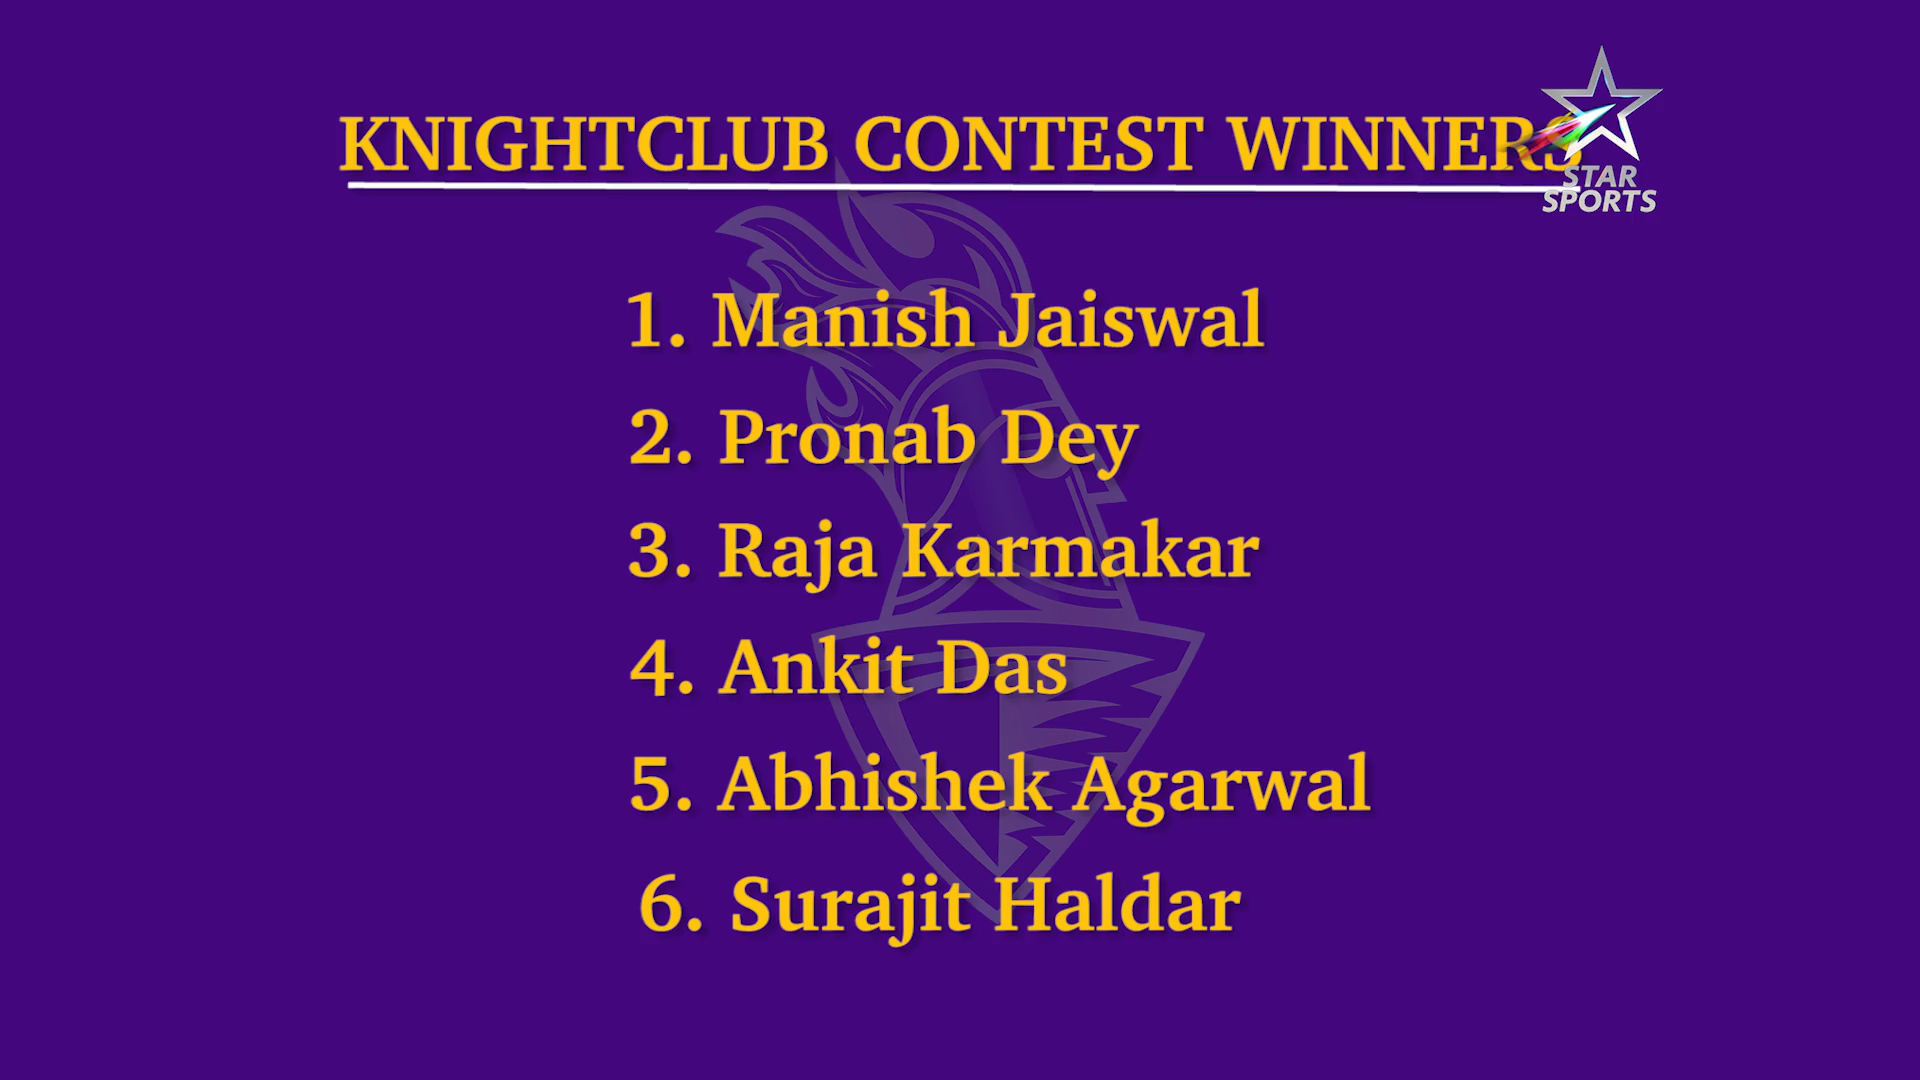 KNIGHTCLUB CONTEST WINNERS
STAR
SPORTS
1. Manish Jaiswal
2. Pronab Dey
3. Raja Karmakar
4. Ankit Das
5. Abhishek Agarwal
6. Surajit Haldar